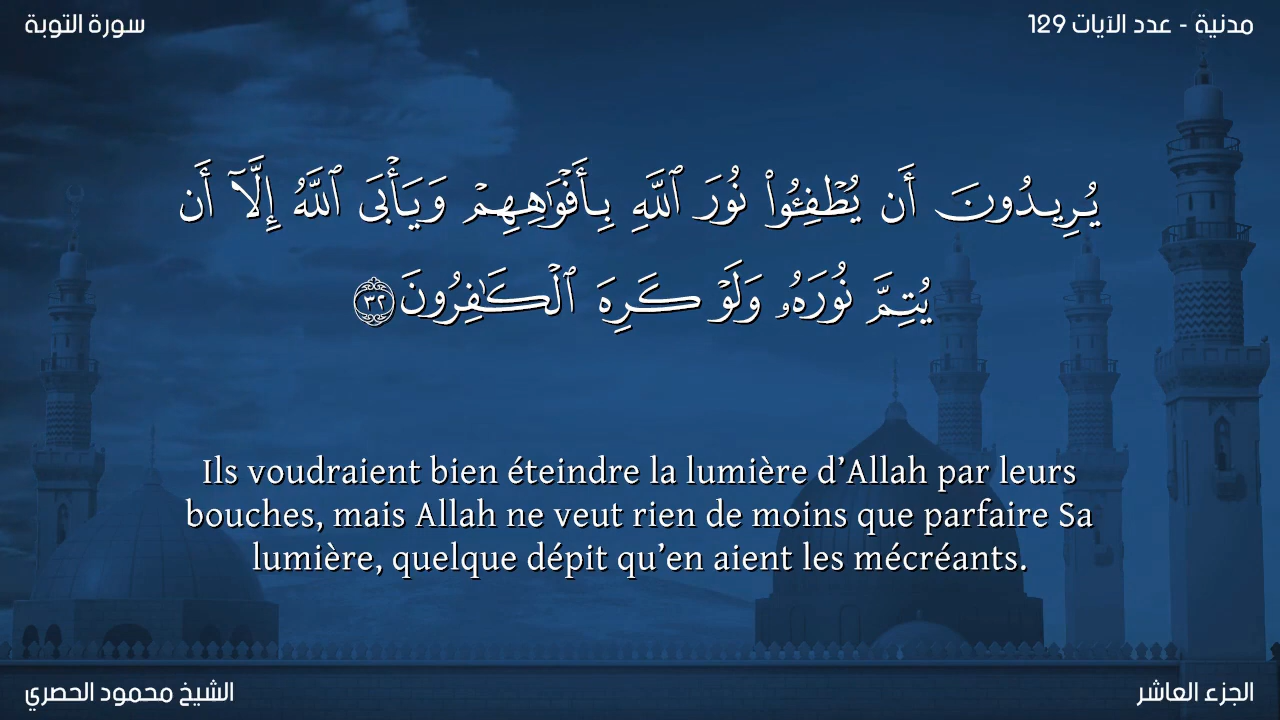 سورة التوبة
مدنية - عدد الآيات 129
يُرِيدُونَ أَن يُطْفِـُٔوا۟ نُورَ ٱللَّهِ بِأَفْوَٰهِهِمْ وَيَأْبَى ٱللَّهُ إِلَّآ أَن
يُتِمَّ نُورَهُۥ وَلَوْ كَرِهَ ٱلْكَـٰفِرُونَ ٣٢
Ils voudraient bien éteindre la lumière d’Allah par leurs
bouches, mais Allah ne veut rien de moins que parfaire Sa
lumière, quelque dépit qu’en aient les mécréants.
الشيخ محمود الحصري
الجزء العاشر